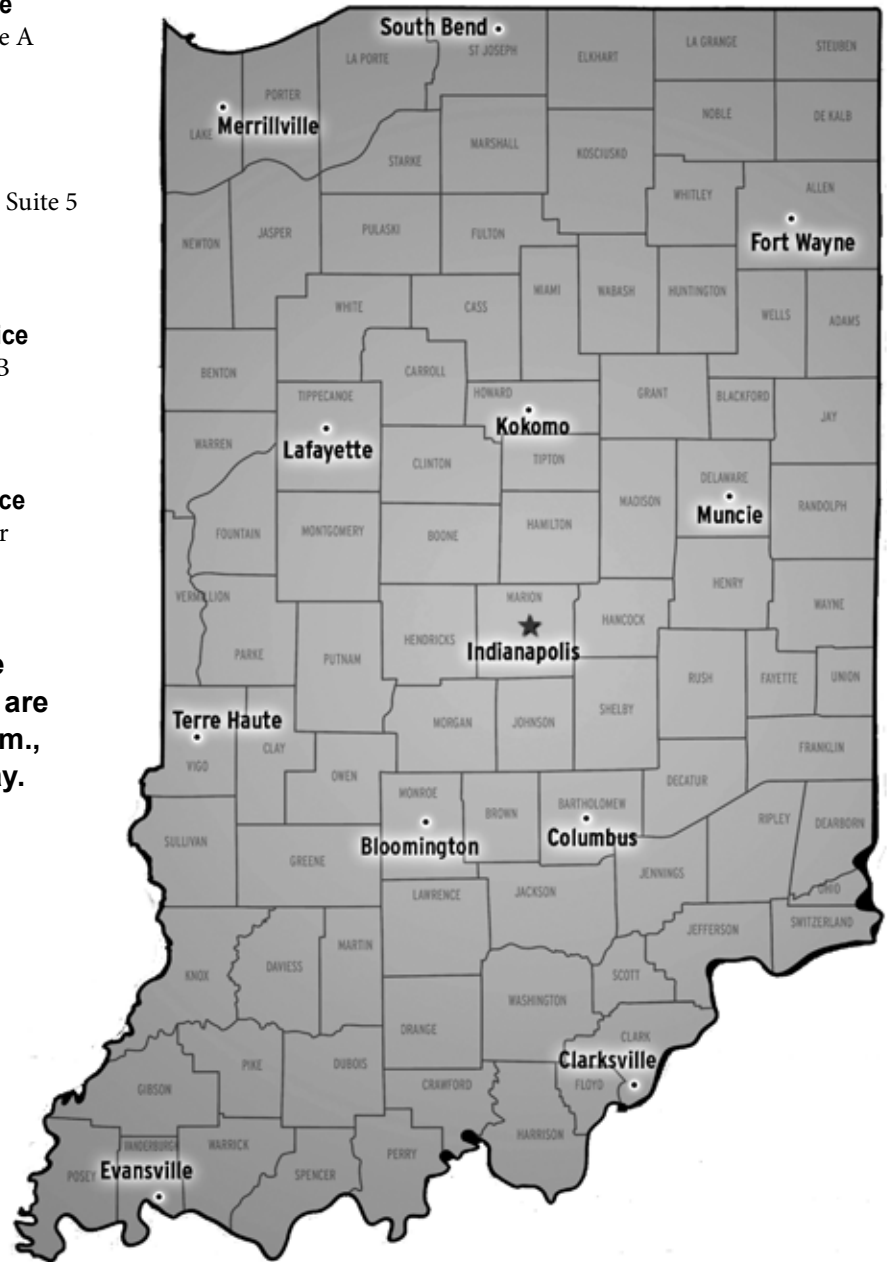 e
e A
Suite 5
ice
B
ce
r
e
are
m.,
ay.
South Bend
ST JOSEPH
LA PORTE
ELKHART
LA GRANGE
STEUBEN
PORTER
LAKE
Merrillville
NOBLE
DE KALB
STARKE
MARSHALL
KOSCIUSKO
WHITLEY
ALLEN
Fort Wayne
NEWTON
JASPER
PULASKI
FULTON
WHITE
CASS
MIAMI
WABASH
HUNTINGTON
WELLS
ADAMS
BENTON
CARROLL
TIPPECANOE
HOWARD
GRANT
BLACKFORD
JAY
Kokomo
Lafayette
WARREN
CLINTON
TIPTON
MADISON
DELAWARE
Muncie
RANDOLPH
FOUNTAIN
MONTGOMERY
BOONE
HAMILTON
VERMILLION
MARION
HENRY
WAYNE
HANCOCK
Indianapolis
HENDRICKS
PARKE
PUTNAM
RUSH
FAYETTE
UNION
Terre Haute
CLAY
VIGO
MORGAN
JOHNSON
SHELBY
OWEN
FRANKLIN
DECATUR
MONROE
BROWN
BARTHOLOMEW
Bloomington
Columbus
RIPLEY
DEARBORN
SULLIVAN
GREENE
JENNINGS
OHIO
LAWRENCE
JACKSON
SWITZERLAND
JEFFERSON
KNOX
DAVIESS
MARTIN
SCOTT
WASHINGTON
ORANGE
CLARK
Clarksville
FLOYD
PIKE
DUBOIS
CRAWFORD
GIBSON
HARRISON
VANDERBURGH
WARRICK
PERRY
POSEY
Evansville
SPENCER